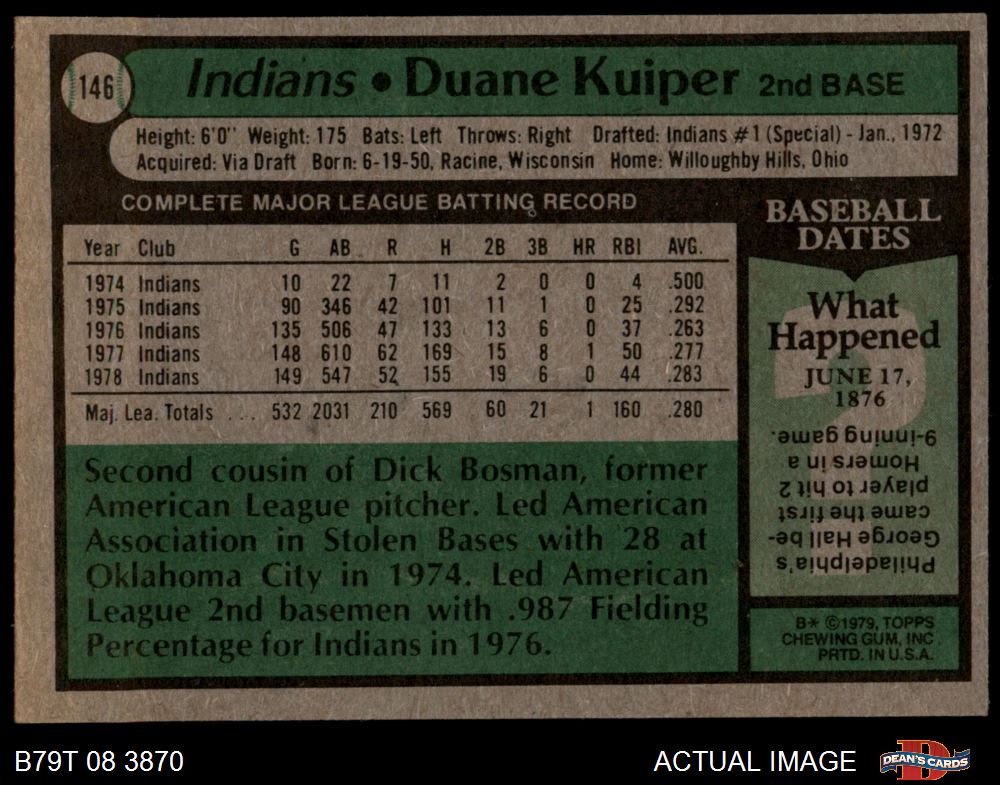 146
Indians • Duane Kuiper 2nd BASE
Height: 6'0" Weight: 175 Bats: Left Throws: Right Drafted: Indians #1 (Special) - Jan., 1972
Acquired: Via Draft Born: 6-19-50, Racine, Wisconsin Home: Willoughby Hills, Ohio
COMPLETE MAJOR LEAGUE BATTING RECORD
Year Club G AB R H 2B 3B HR RBI AVG.
1974 Indians 10 22 7 11 2 0 0 4 .500
1975 Indians 90 346 42 101 11 1 0 25 .292
1976 Indians 135 506 47 133 13 6 0 37 .263
1977 Indians 148 610 62 169 15 8 1 50 .277
1978 Indians 149 547 52 155 19 6 0 44 .283
Maj. Lea. Totals . . . 532 2031 210 569 60 21 1 160 .280
Second cousin of Dick Bosman, former
American League pitcher. Led American
Association in Stolen Bases with 28 at
Oklahoma City in 1974. Led American
League 2nd basemen with .987 Fielding
Percentage for Indians in 1976.
BASEBALL
DATES
What
Happened
JUNE 17,
1876
Philadelphia's
George Hall be-
came the first
player to hit 2
Homers in a
9-inning game.
B* ©1979, TOPPS
CHEWING GUM, INC.
PRTD. IN U.S.A.
B79T 08 3870
ACTUAL IMAGE
D
DEAN'S CARDS